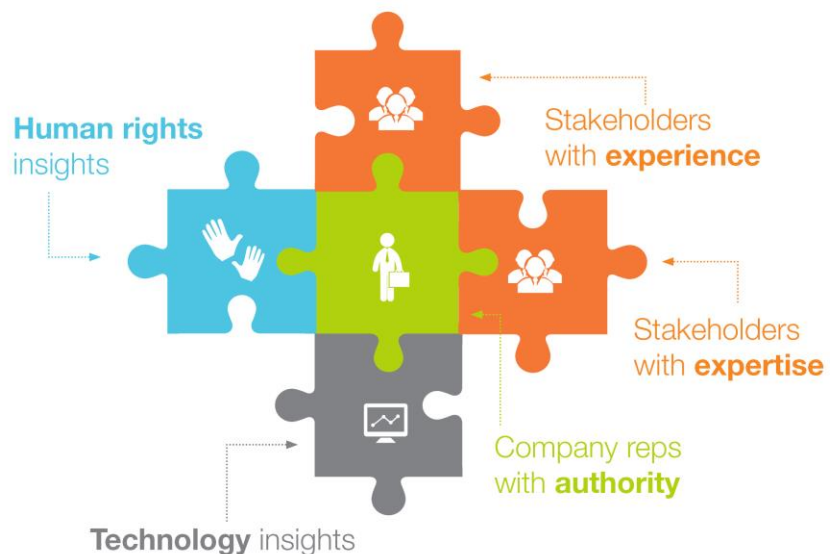 Human rights
insights
Stakeholders
with experience
Stakeholders
with expertise
Company reps
with authority
Technology insights